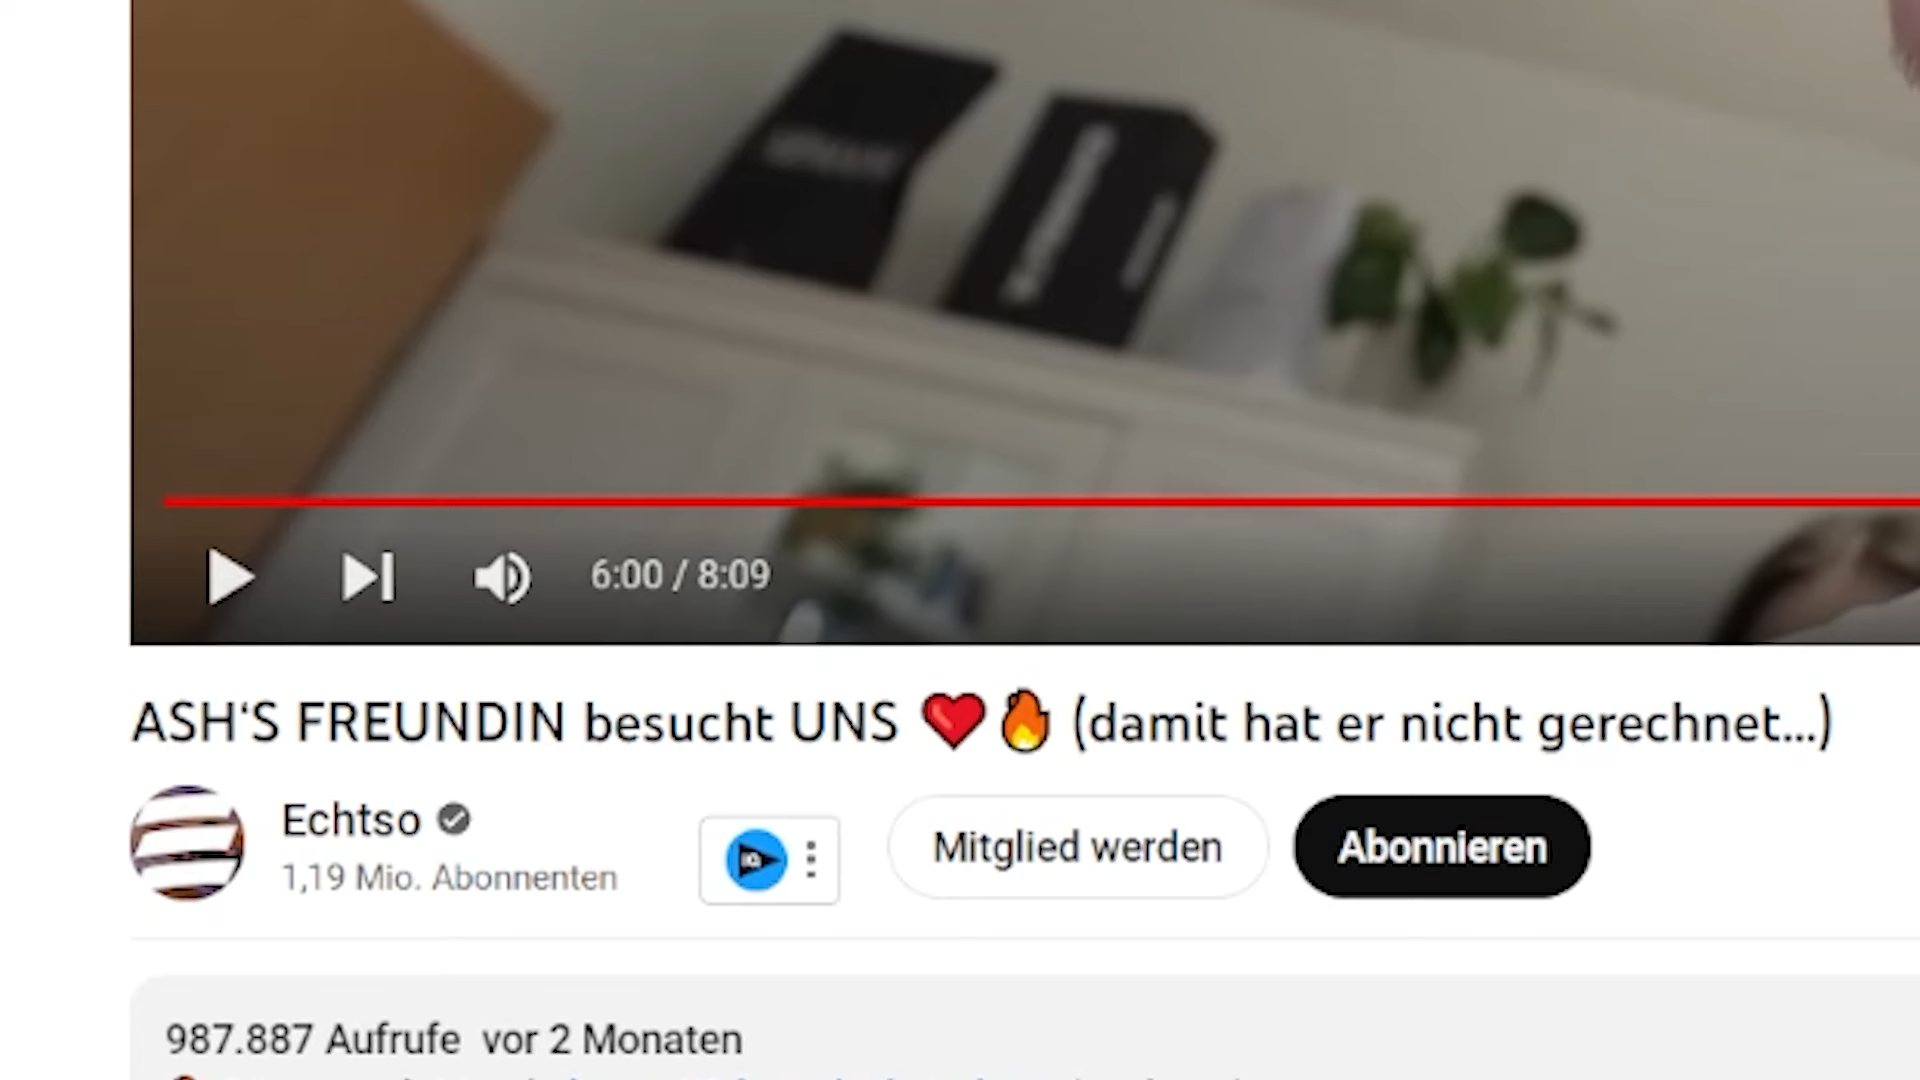 6:00 / 8:09
ASH‘S FREUNDIN besucht UNS ❤️🔥 (damit hat er nicht gerechnet...)
Echtso
1,19 Mio. Abonnenten
Mitglied werden
Abonnieren
987.887 Aufrufe vor 2 Monaten